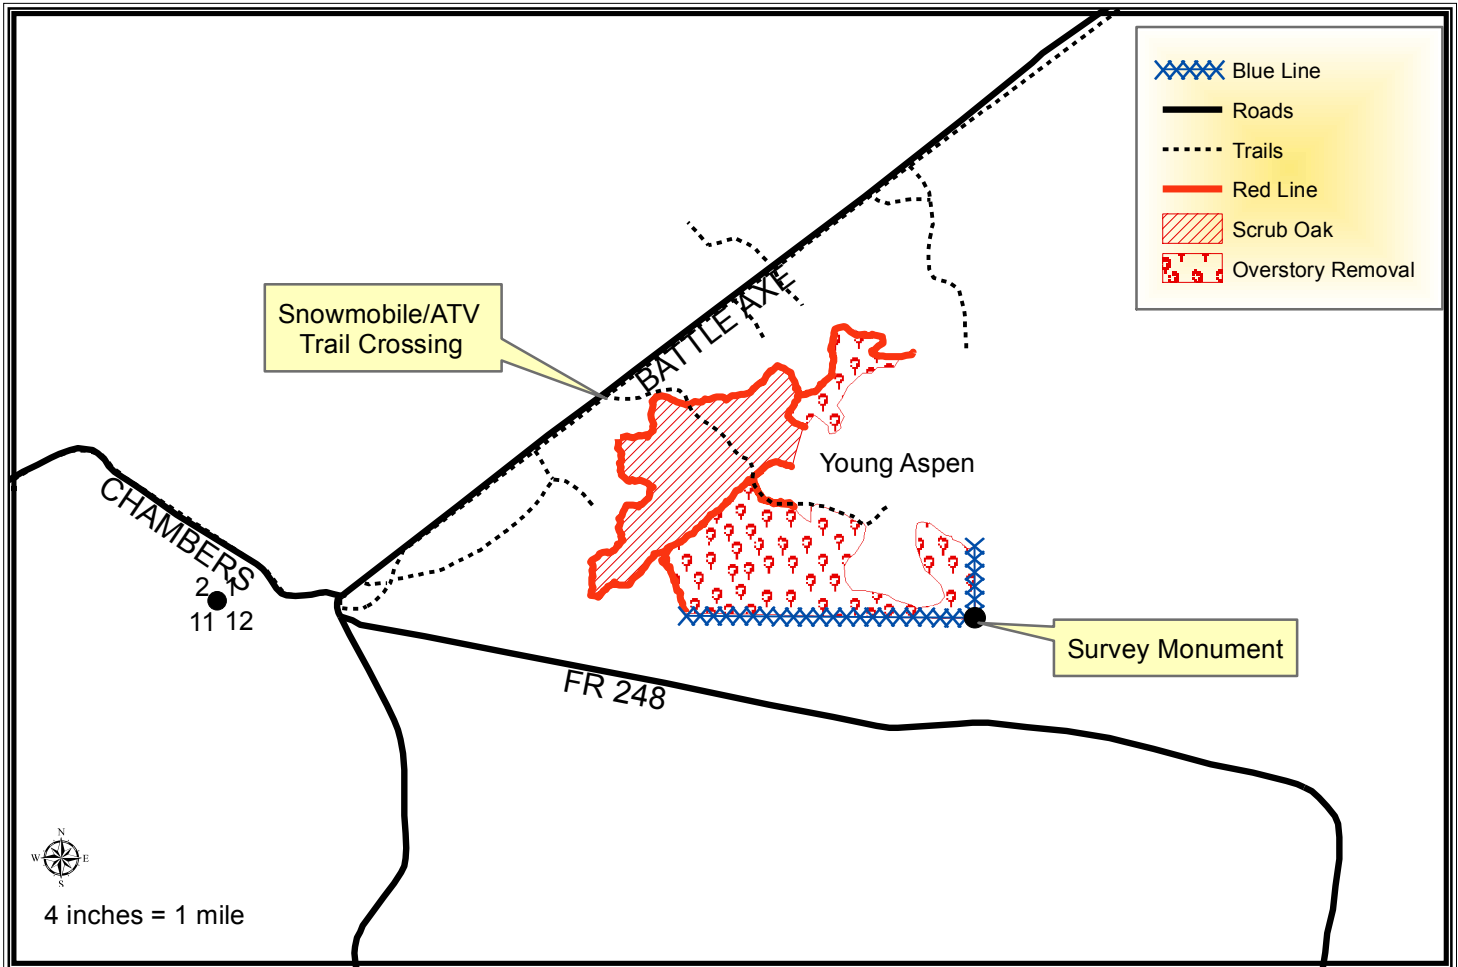 Blue Line
Roads
Trails
Red Line
Scrub Oak
Overstory Removal
Snowmobile/ATV
Trail Crossing
BATTLE AXE
Young Aspen
CHAMBERS
2 1
11 12
Survey Monument
FR 248
N
W E
S
4 inches = 1 mile